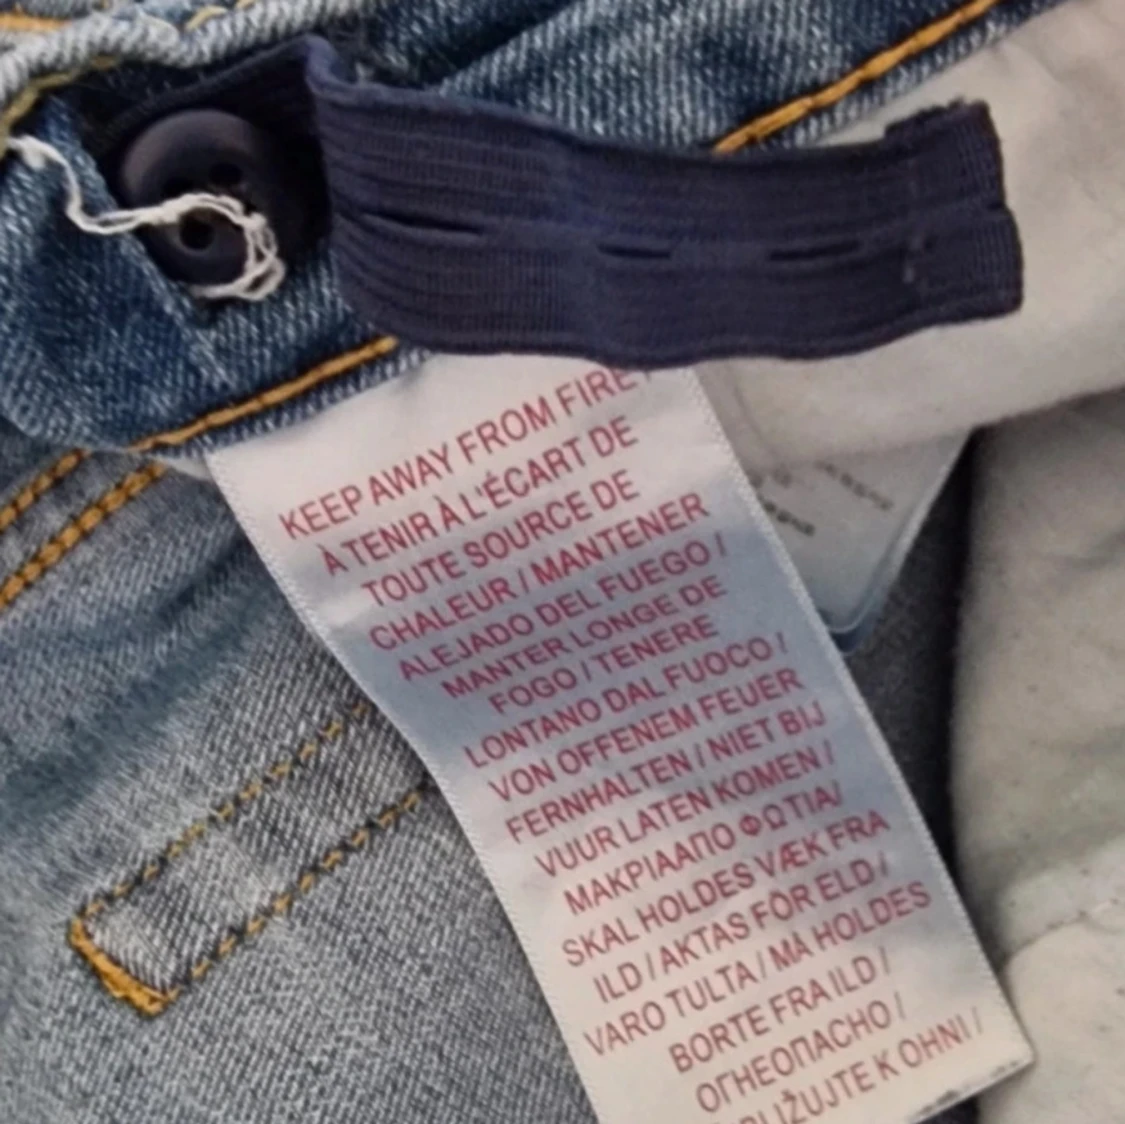 KEEP AWAY FROM FIRE /
À TENIR À L'ÉCART DE
TOUTE SOURCE DE
CHALEUR / MANTENER
ALEJADO DEL FUEGO /
MANTER LONGE DE
FOGO / TENERE
LONTANO DAL FUOCO /
VON OFFENEM FEUER
FERNHALTEN / NIET BIJ
VUUR LATEN KOMEN /
ΜΑΚΡΙΑΑΠΟ ΦΩΤΙΑ/
SKAL HOLDES VÆK FRA
ILD / AKTAS FÖR ELD /
VARO TULTA / MÅ HOLDES
BORTE FRA ILD /
ОГНЕОПАСНО /
K OHNI /